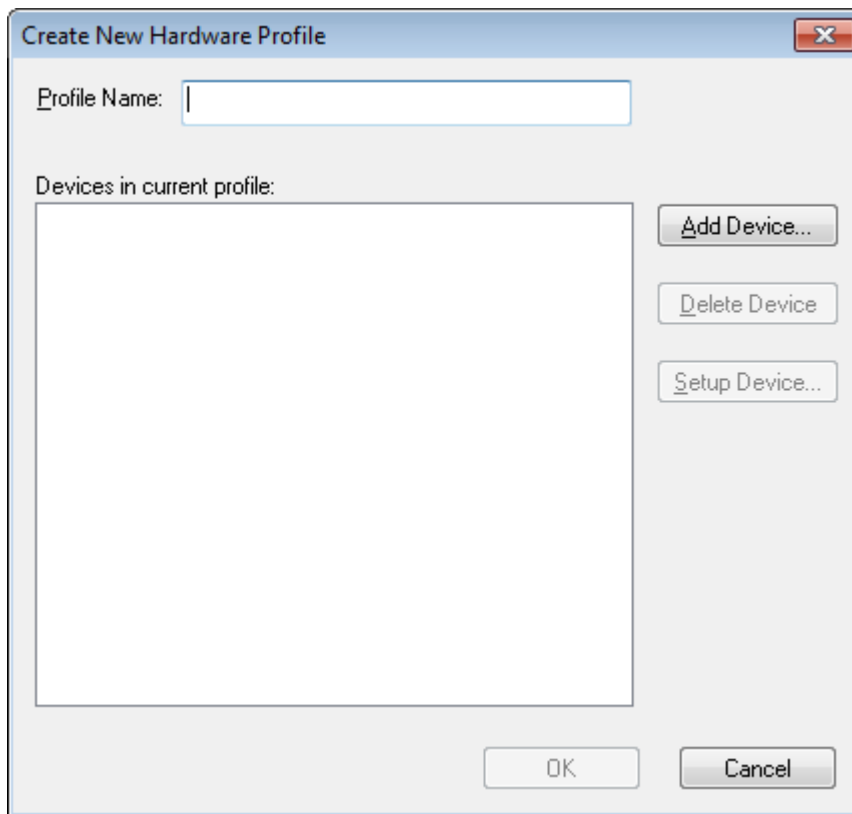 Create New Hardware Profile
Profile Name:
Devices in current profile:
Add Device...
Delete Device
Setup Device...
OK
Cancel